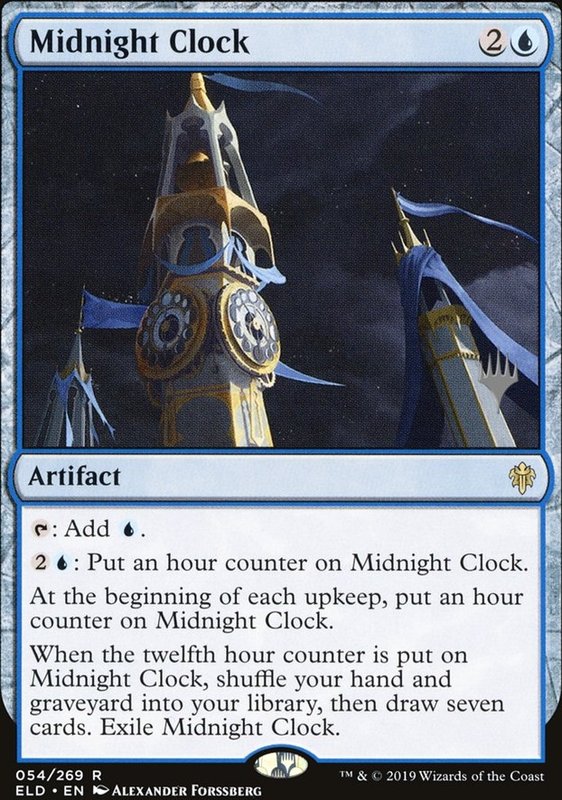 Midnight Clock 2
Artifact
: Add .
2 : Put an hour counter on Midnight Clock.
At the beginning of each upkeep, put an hour
counter on Midnight Clock.
When the twelfth hour counter is put on
Midnight Clock, shuffle your hand and
graveyard into your library, then draw seven
cards. Exile Midnight Clock.
054/269 R
ELD • EN ALEXANDER FORSSBERG
™ & © 2019 Wizards of the Coast